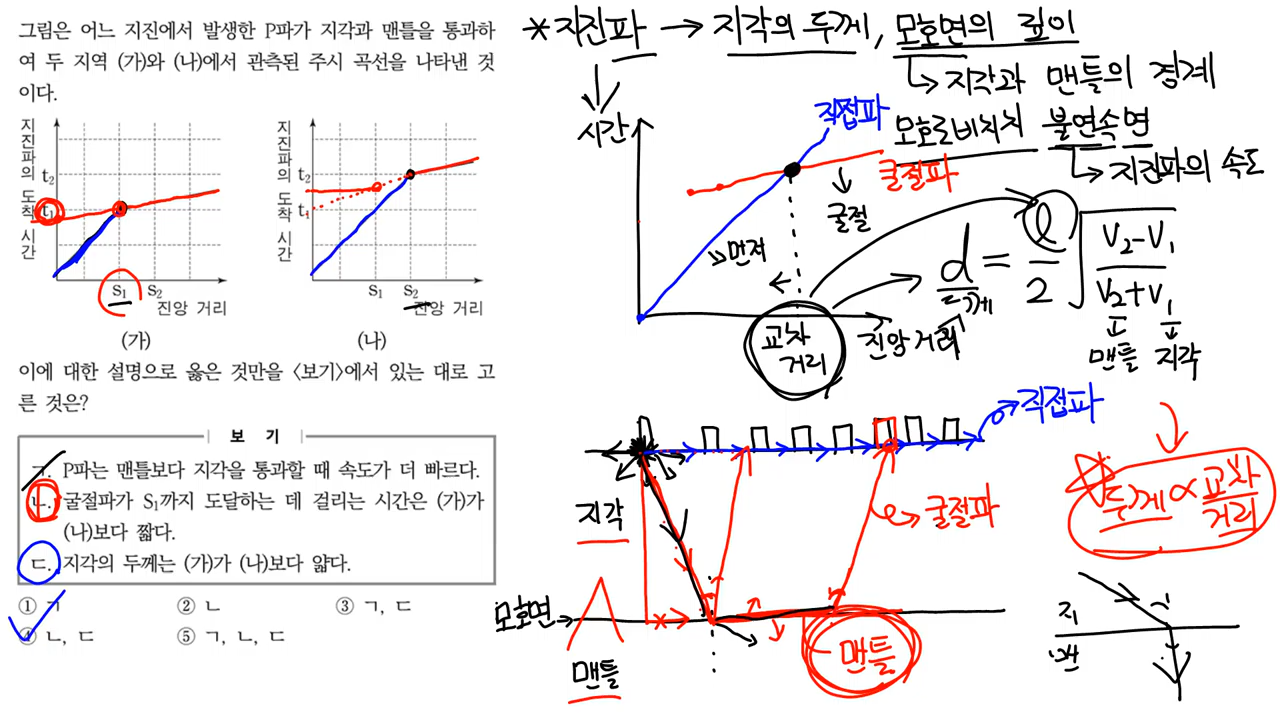 그림은 어느 지진에서 발생한 P파가 지각과 맨틀을 통과하
여 두 지역 (가)와 (나)에서 관측된 주시 곡선을 나타낸 것
이다.
지진파의 도착 시간
t₂
t₁
S₁
S₂
진앙 거리
(가)
지진파의 도착 시간
t₂
t₁
S₁
S₂
진앙 거리
(나)
이에 대한 설명으로 옳은 것만을 〈보기〉에서 있는 대로 고
른 것은?
보 기
ㄱ. P파는 맨틀보다 지각을 통과할 때 속도가 더 빠르다.
ㄴ. 굴절파가 S₁까지 도달하는 데 걸리는 시간은 (가)가
(나)보다 짧다.
ㄷ. 지각의 두께는 (가)가 (나)보다 얇다.
① ㄱ ② ㄴ ③ ㄱ, ㄷ
④ ㄴ, ㄷ ⑤ ㄱ, ㄴ, ㄷ
* 지진파 → 지각의 두께, 모호면의 깊이
↳ 지각과 맨틀의 경계
모호로비치치 불연속면
↳ 지진파의 속도
시간
직접파
굴절파
굴절
먼저
교차
거리
진앙거리
d = l/2 √(V₂-V₁ / V₂+V₁)
두께
맨틀 지각
직접파
지각
굴절파
모호면
맨틀
맨틀
두께 ∝ 교차
거리
지
맨